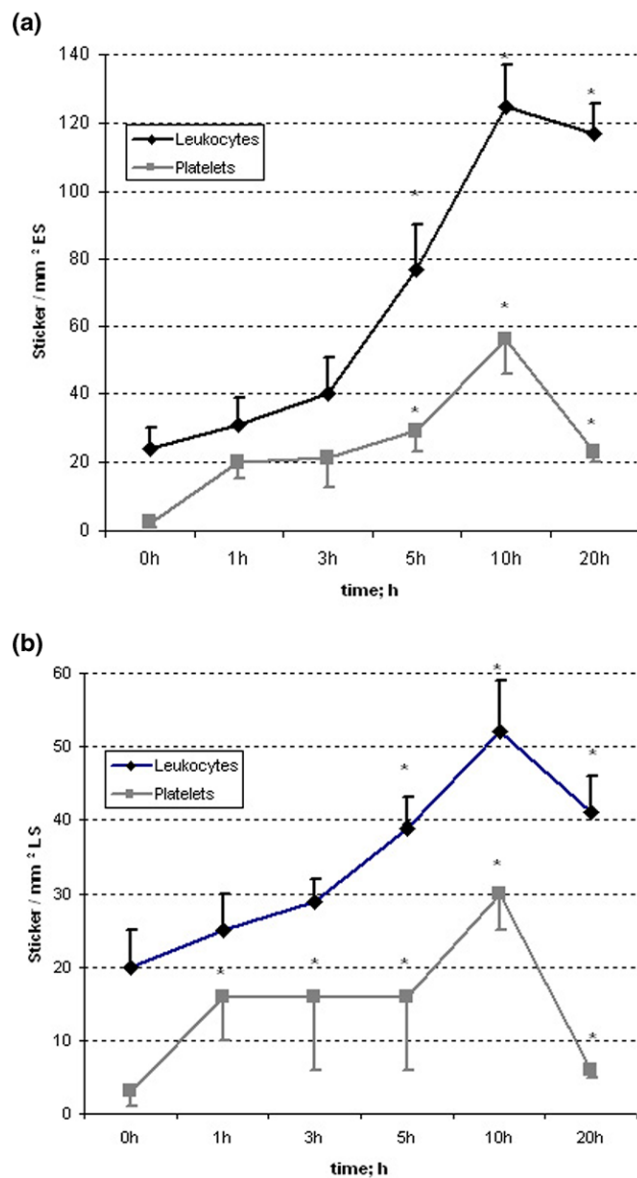 (a)
140
120
100
80
60
40
20
0
Sticker / mm ² ES
Leukocytes
Platelets
*
*
*
*
*
*
0h 1h 3h 5h 10h 20h
time; h
(b)
60
50
40
30
20
10
0
Sticker / mm ² LS
Leukocytes
Platelets
*
*
*
*
*
*
*
*
0h 1h 3h 5h 10h 20h
time; h